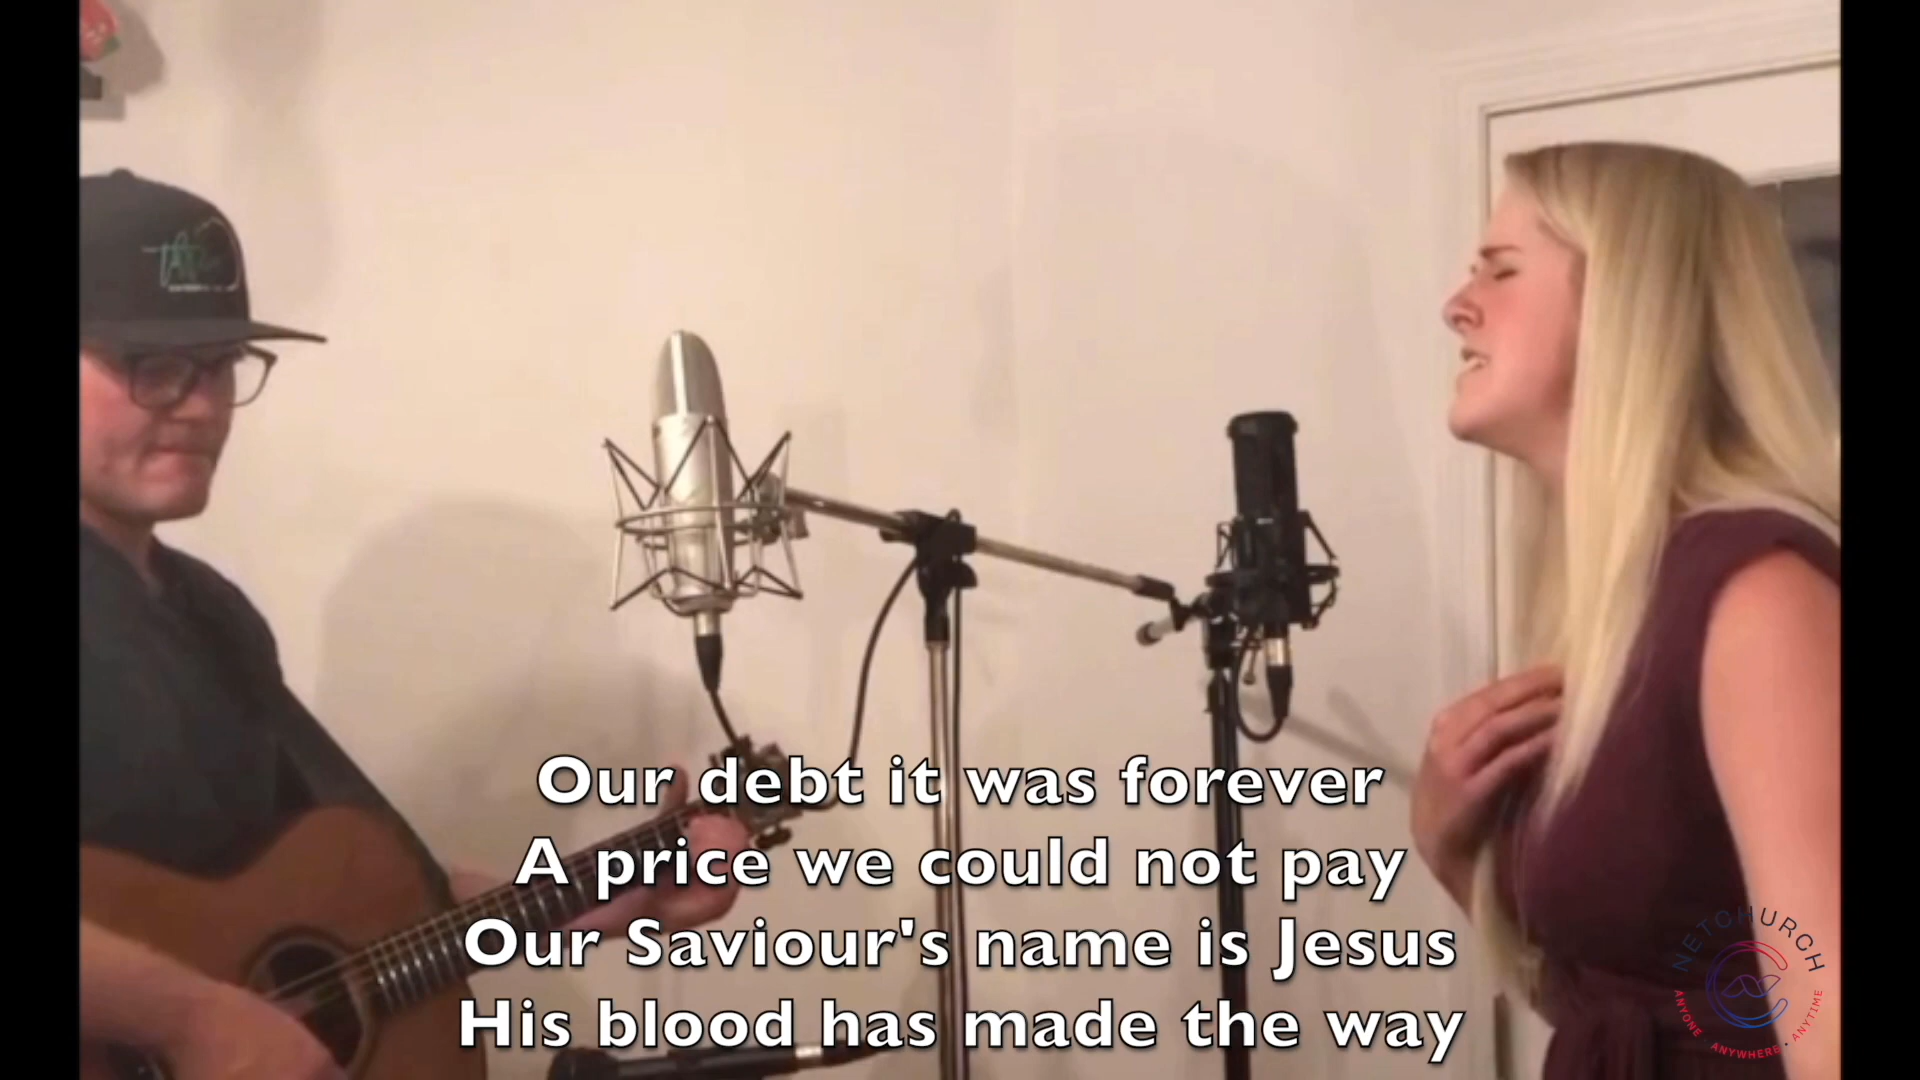 Our debt it was forever
A price we could not pay
Our Saviour's name is Jesus
His blood has made the way
NETCHURCH
ANYONE · ANYWHERE · ANYTIME